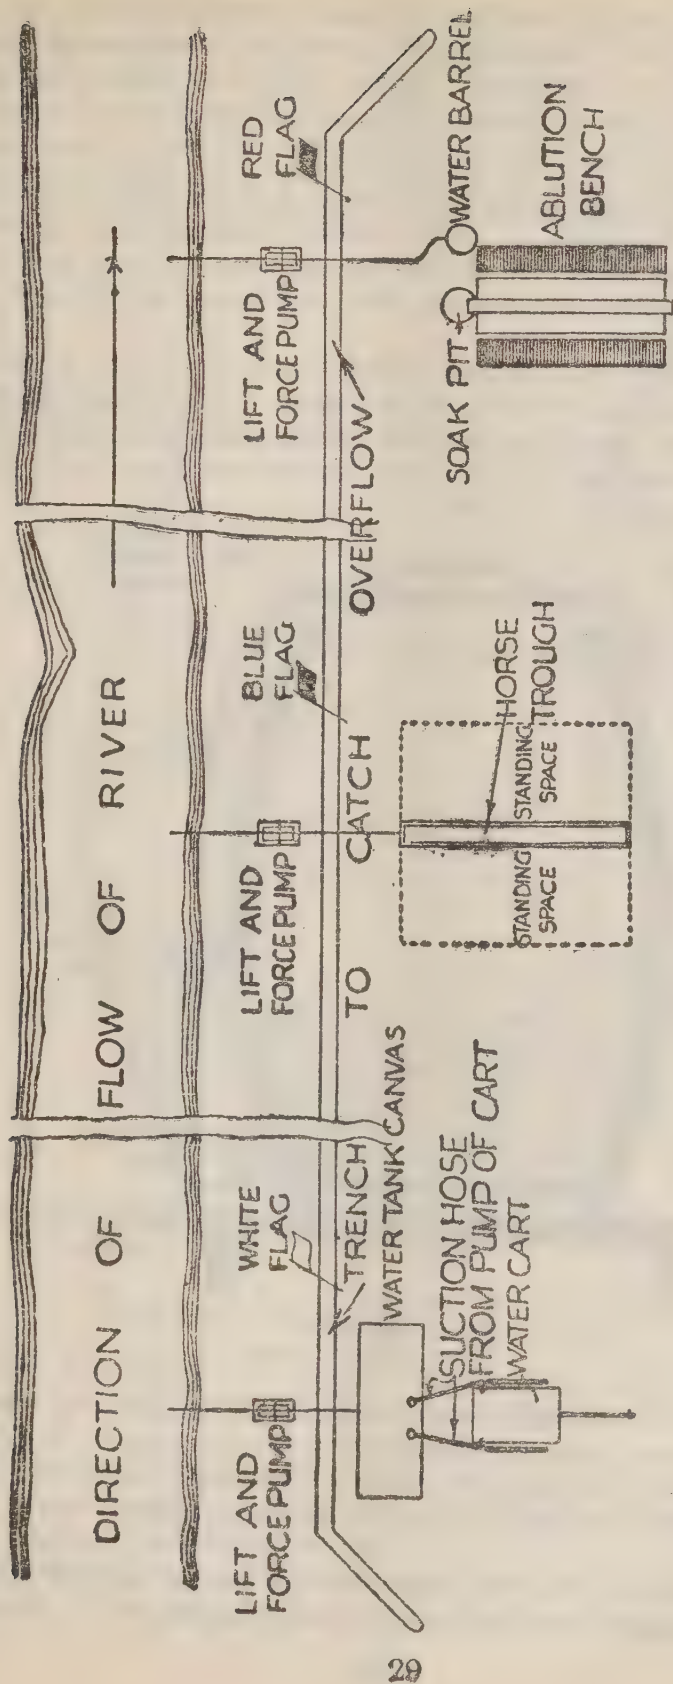 DIRECTION OF FLOW OF RIVER
LIFT AND
FORCE PUMP
WHITE
FLAG
LIFT AND
FORCE PUMP
BLUE
FLAG
LIFT AND
FORCE PUMP
RED
FLAG
TRENCH TO CATCH OVERFLOW
WATER TANK CANVAS
SUCTION HOSE
FROM PUMP OF CART
WATER CART
STANDING
SPACE
STANDING
SPACE
HORSE
TROUGH
SOAK PIT
WATER BARREL
ABLUTION
BENCH
29